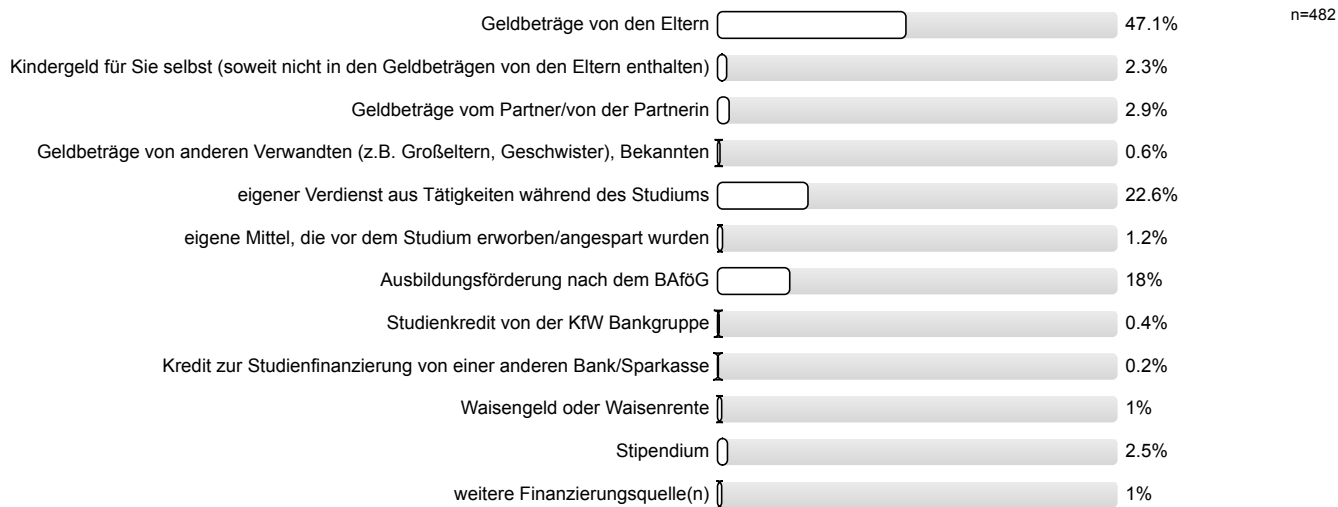 n=482
Geldbeträge von den Eltern 47.1%
Kindergeld für Sie selbst (soweit nicht in den Geldbeträgen von den Eltern enthalten) 2.3%
Geldbeträge vom Partner/von der Partnerin 2.9%
Geldbeträge von anderen Verwandten (z.B. Großeltern, Geschwister), Bekannten 0.6%
eigener Verdienst aus Tätigkeiten während des Studiums 22.6%
eigene Mittel, die vor dem Studium erworben/angespart wurden 1.2%
Ausbildungsförderung nach dem BAföG 18%
Studienkredit von der KfW Bankgruppe 0.4%
Kredit zur Studienfinanzierung von einer anderen Bank/Sparkasse 0.2%
Waisengeld oder Waisenrente 1%
Stipendium 2.5%
weitere Finanzierungsquelle(n) 1%